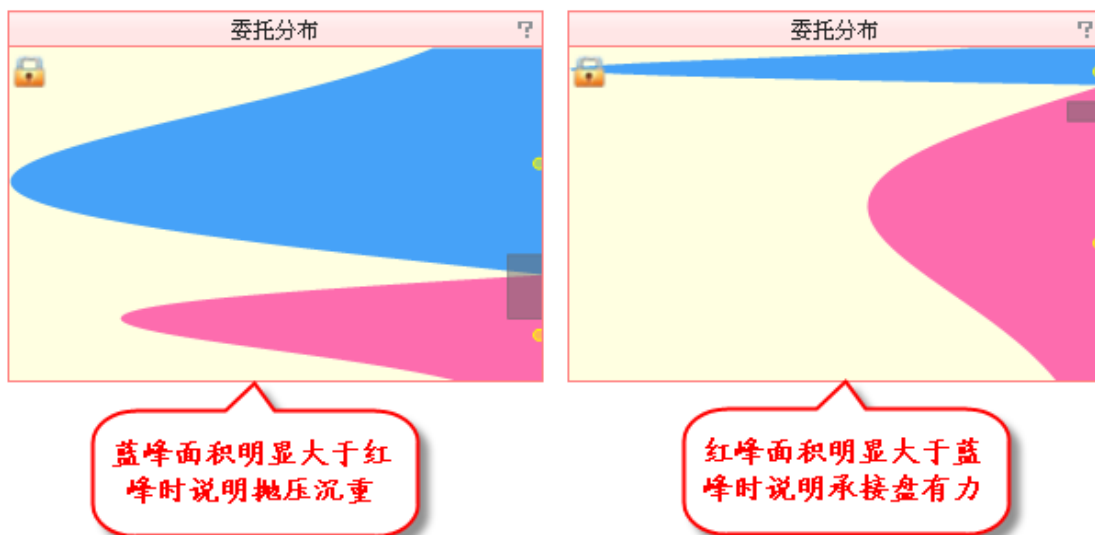 委托分布 ?
委托分布 ?
蓝峰面积明显大于红
峰时说明抛压沉重
红峰面积明显大于蓝
峰时说明承接盘有力